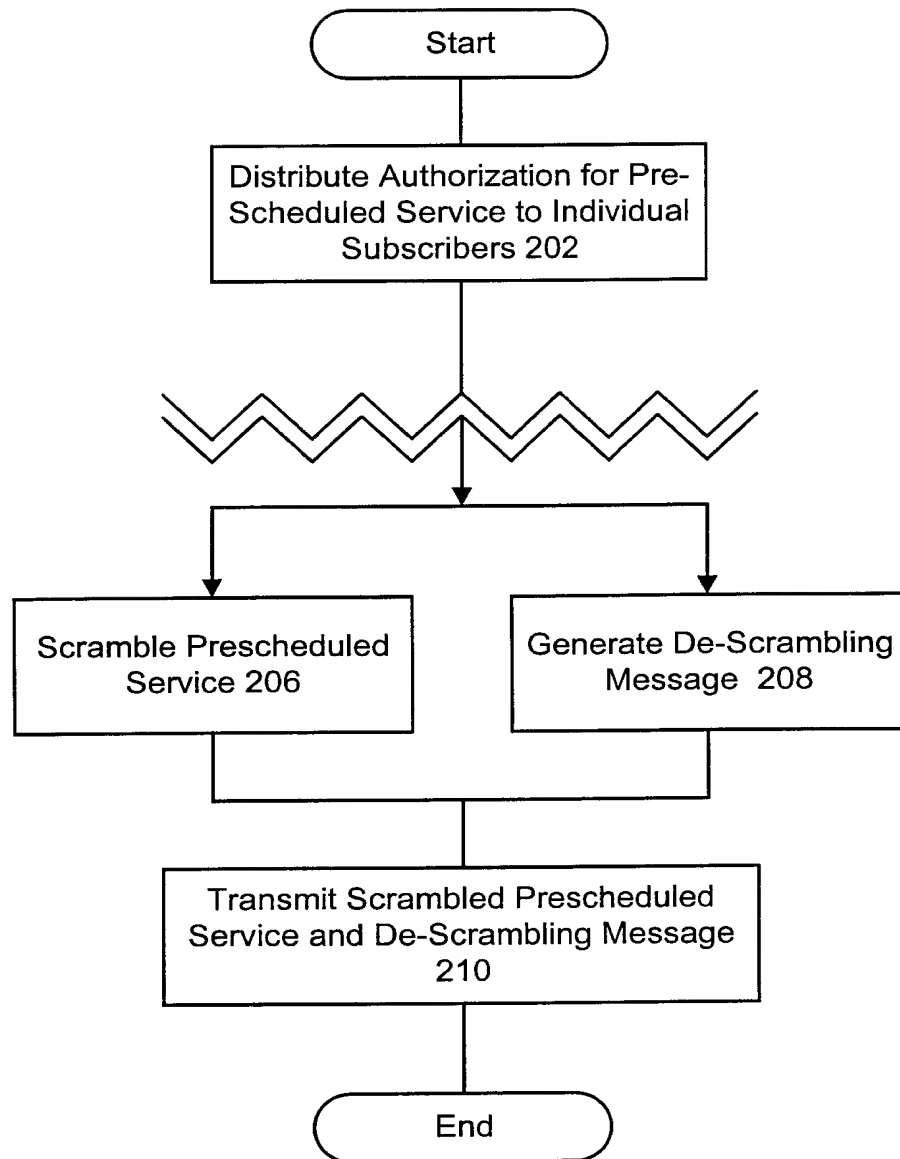 Start
Distribute Authorization for Pre-
Scheduled Service to Individual
Subscribers 202
Scramble Prescheduled
Service 206
Generate De-Scrambling
Message 208
Transmit Scrambled Prescheduled
Service and De-Scrambling Message
210
End